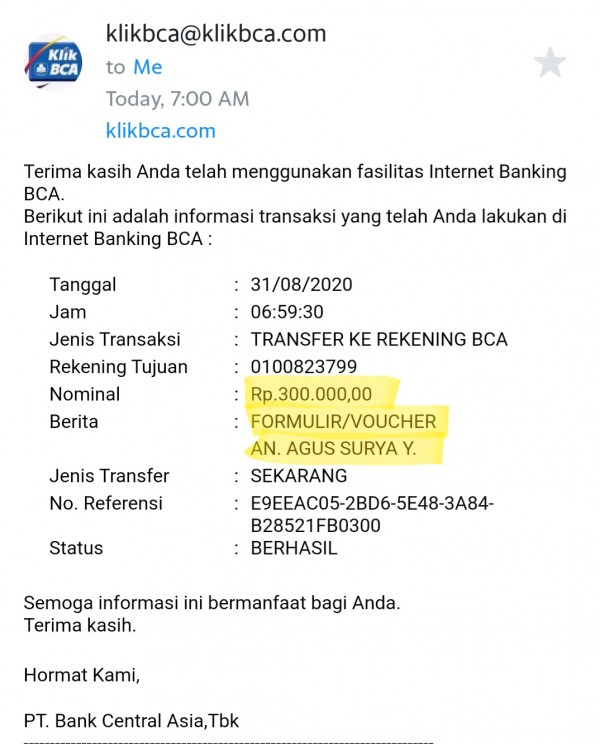 klikbca@klikbca.com
Klik
BCA
to Me
Today, 7:00 AM
klikbca.com
Terima kasih Anda telah menggunakan fasilitas Internet Banking
BCA.
Berikut ini adalah informasi transaksi yang telah Anda lakukan di
Internet Banking BCA :
Tanggal : 31/08/2020
Jam : 06:59:30
Jenis Transaksi : TRANSFER KE REKENING BCA
Rekening Tujuan : 0100823799
Nominal : Rp.300.000,00
Berita : FORMULIR/VOUCHER
AN. AGUS SURYA Y.
Jenis Transfer : SEKARANG
No. Referensi : E9EEAC05-2BD6-5E48-3A84-
B28521FB0300
Status : BERHASIL
Semoga informasi ini bermanfaat bagi Anda.
Terima kasih.
Hormat Kami,
PT. Bank Central Asia,Tbk